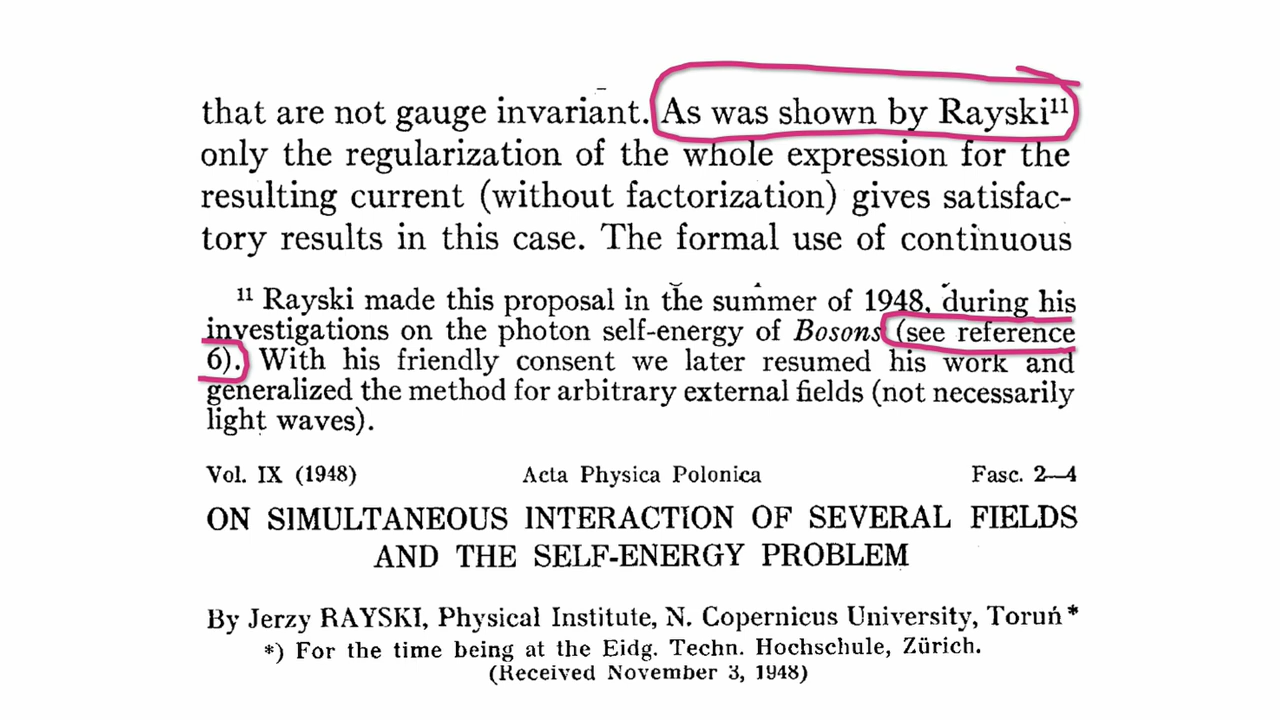 that are not gauge invariant. As was shown by Rayski¹¹
only the regularization of the whole expression for the
resulting current (without factorization) gives satisfac-
tory results in this case. The formal use of continuous
¹¹ Rayski made this proposal in the summer of 1948, during his
investigations on the photon self-energy of Bosons (see reference
6). With his friendly consent we later resumed his work and
generalized the method for arbitrary external fields (not necessarily
light waves).
Vol. IX (1948) Acta Physica Polonica Fasc. 2—4
ON SIMULTANEOUS INTERACTION OF SEVERAL FIELDS
AND THE SELF-ENERGY PROBLEM
By Jerzy RAYSKI, Physical Institute, N. Copernicus University, Toruń *
*) For the time being at the Eidg. Techn. Hochschule, Zürich.
(Received November 3, 1948)